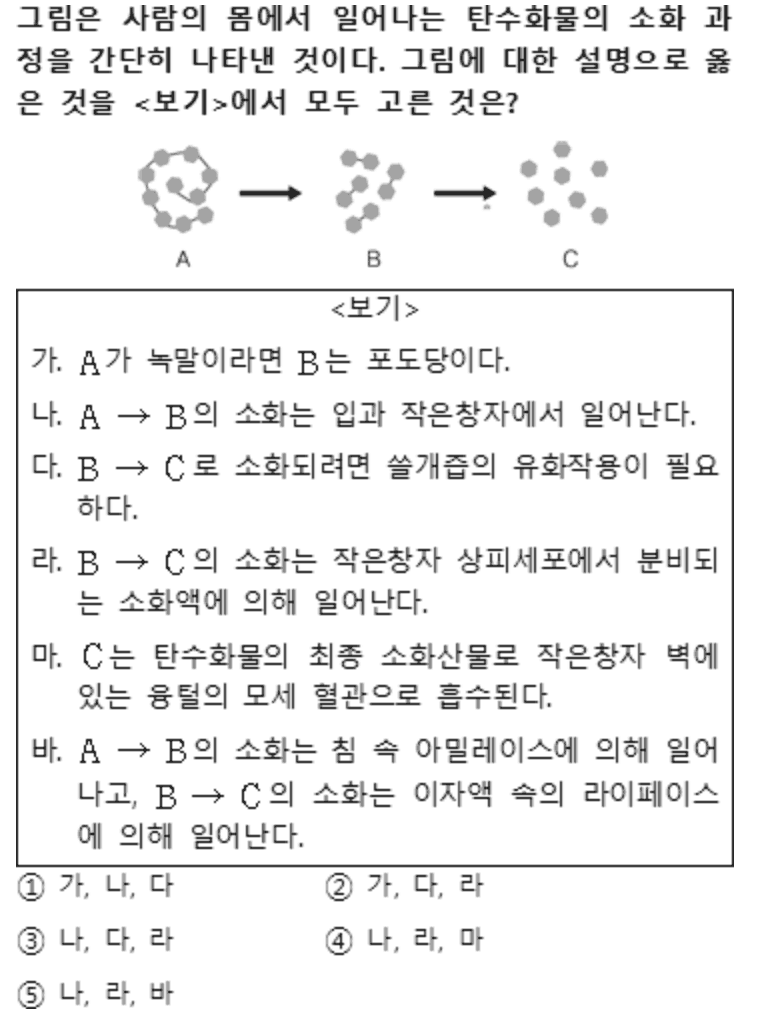 그림은 사람의 몸에서 일어나는 탄수화물의 소화 과
정을 간단히 나타낸 것이다. 그림에 대한 설명으로 옳
은 것을 <보기>에서 모두 고른 것은?
A B C
<보기>
가. A가 녹말이라면 B는 포도당이다.
나. A → B의 소화는 입과 작은창자에서 일어난다.
다. B → C로 소화되려면 쓸개즙의 유화작용이 필요
하다.
라. B → C의 소화는 작은창자 상피세포에서 분비되
는 소화액에 의해 일어난다.
마. C는 탄수화물의 최종 소화산물로 작은창자 벽에
있는 융털의 모세 혈관으로 흡수된다.
바. A → B의 소화는 침 속 아밀레이스에 의해 일어
나고, B → C의 소화는 이자액 속의 라이페이스
에 의해 일어난다.
① 가, 나, 다 ② 가, 다, 라
③ 나, 다, 라 ④ 나, 라, 마
⑤ 나, 라, 바